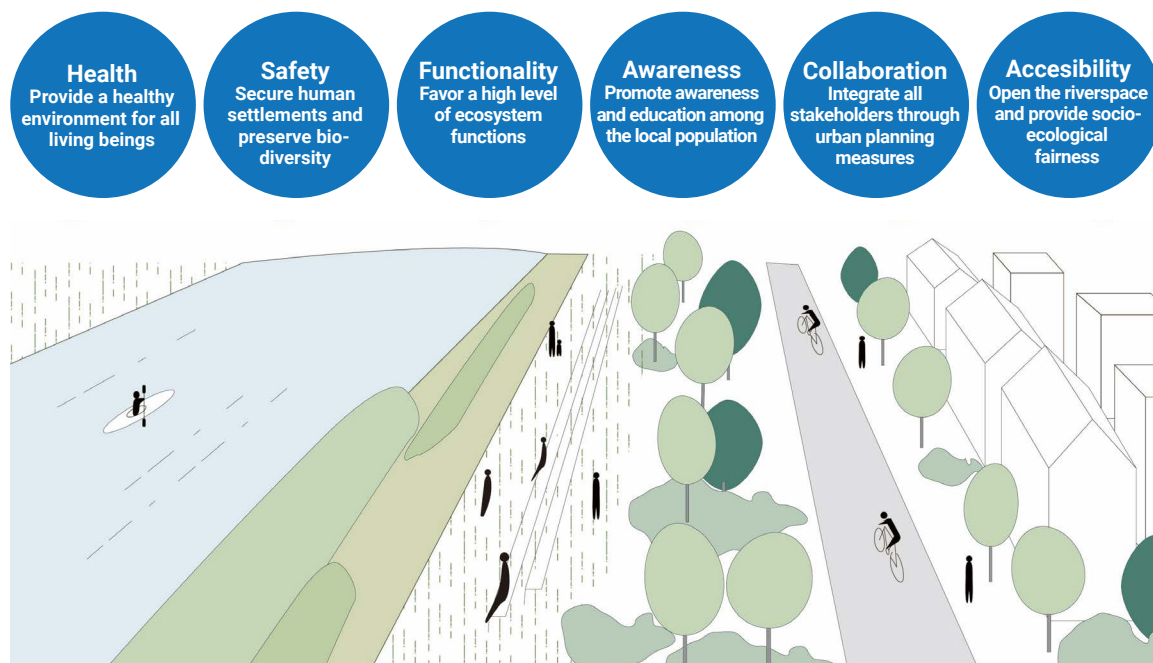 Health
Provide a healthy
environment for all
living beings
Safety
Secure human
settlements and
preserve bio-
diversity
Functionality
Favor a high level
of ecosystem
functions
Awareness
Promote awareness
and education among
the local population
Collaboration
Integrate all
stakeholders through
urban planning
measures
Accesibility
Open the riverspace
and provide socio-
ecological
fairness